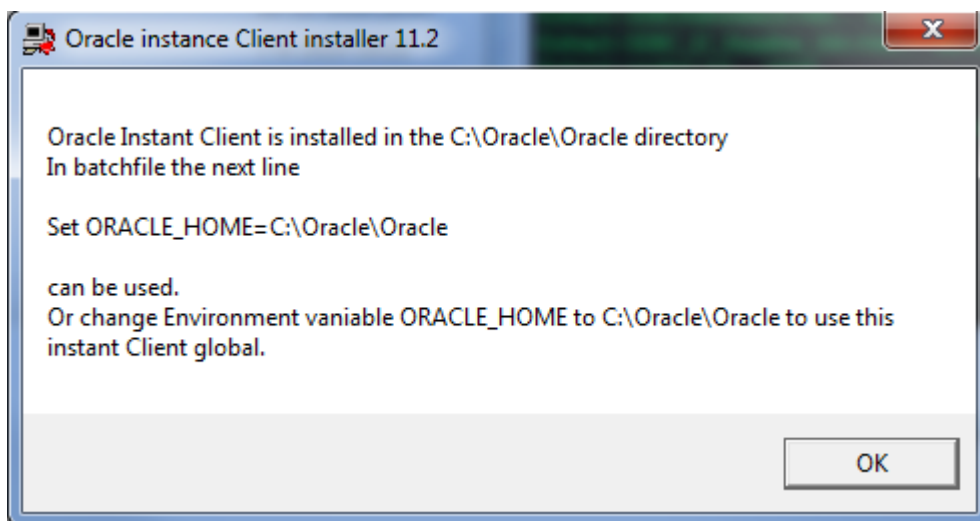 Oracle instance Client installer 11.2
Oracle Instant Client is installed in the C:\Oracle\Oracle directory
In batchfile the next line
Set ORACLE_HOME=C:\Oracle\Oracle
can be used.
Or change Environment vaniable ORACLE_HOME to C:\Oracle\Oracle to use this
instant Client global.
OK